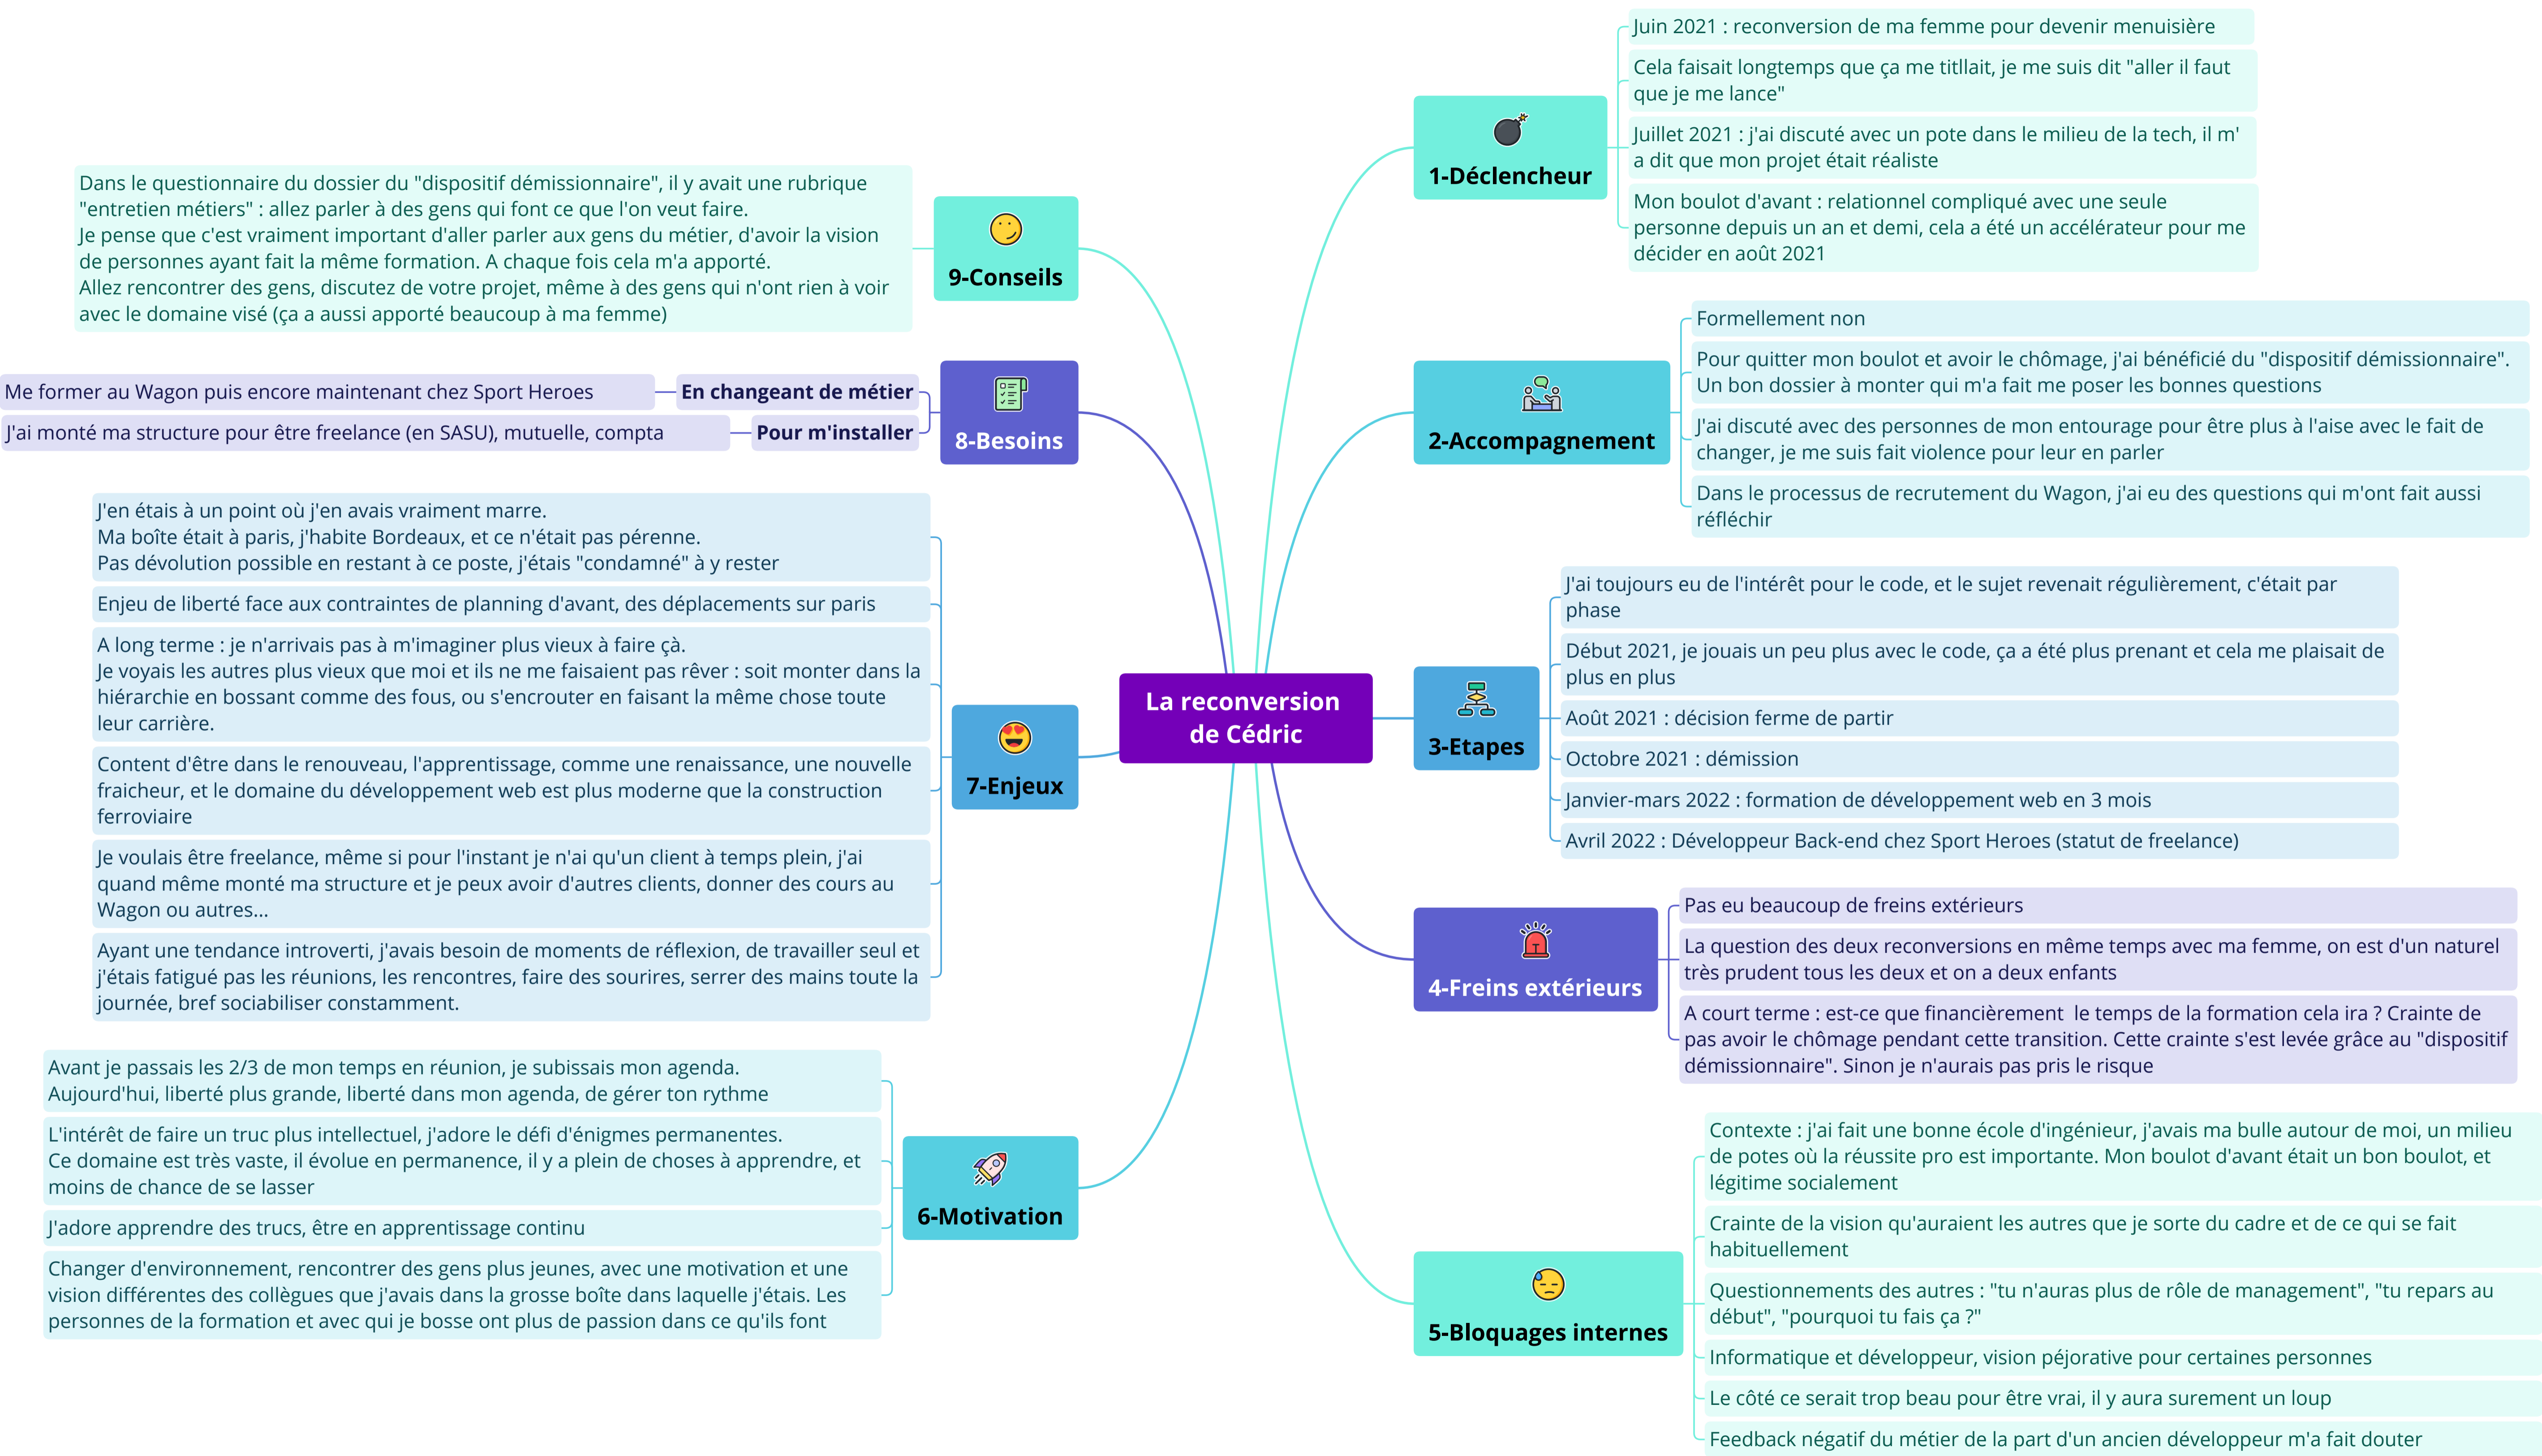 La reconversion
de Cédric
1-Déclencheur
Juin 2021 : reconversion de ma femme pour devenir menuisière
Cela faisait longtemps que ça me titllait, je me suis dit "aller il faut
que je me lance"
Juillet 2021 : j'ai discuté avec un pote dans le milieu de la tech, il m'
a dit que mon projet était réaliste
Mon boulot d'avant : relationnel compliqué avec une seule
personne depuis un an et demi, cela a été un accélérateur pour me
décider en août 2021
2-Accompagnement
Formellement non
Pour quitter mon boulot et avoir le chômage, j'ai bénéficié du "dispositif démissionnaire".
Un bon dossier à monter qui m'a fait me poser les bonnes questions
J'ai discuté avec des personnes de mon entourage pour être plus à l'aise avec le fait de
changer, je me suis fait violence pour leur en parler
Dans le processus de recrutement du Wagon, j'ai eu des questions qui m'ont fait aussi
réfléchir
3-Etapes
J'ai toujours eu de l'intérêt pour le code, et le sujet revenait régulièrement, c'était par
phase
Début 2021, je jouais un peu plus avec le code, ça a été plus prenant et cela me plaisait de
plus en plus
Août 2021 : décision ferme de partir
Octobre 2021 : démission
Janvier-mars 2022 : formation de développement web en 3 mois
Avril 2022 : Développeur Back-end chez Sport Heroes (statut de freelance)
4-Freins extérieurs
Pas eu beaucoup de freins extérieurs
La question des deux reconversions en même temps avec ma femme, on est d'un naturel
très prudent tous les deux et on a deux enfants
A court terme : est-ce que financièrement  le temps de la formation cela ira ? Crainte de
pas avoir le chômage pendant cette transition. Cette crainte s'est levée grâce au "dispositif
démissionnaire". Sinon je n'aurais pas pris le risque
5-Bloquages internes
Contexte : j'ai fait une bonne école d'ingénieur, j'avais ma bulle autour de moi, un milieu
de potes où la réussite pro est importante. Mon boulot d'avant était un bon boulot, et
légitime socialement
Crainte de la vision qu'auraient les autres que je sorte du cadre et de ce qui se fait
habituellement
Questionnements des autres : "tu n'auras plus de rôle de management", "tu repars au
début", "pourquoi tu fais ça ?"
Informatique et développeur, vision péjorative pour certaines personnes
Le côté ce serait trop beau pour être vrai, il y aura surement un loup
Feedback négatif du métier de la part d'un ancien développeur m'a fait douter
6-Motivation
Avant je passais les 2/3 de mon temps en réunion, je subissais mon agenda.
Aujourd'hui, liberté plus grande, liberté dans mon agenda, de gérer ton rythme
L'intérêt de faire un truc plus intellectuel, j'adore le défi d'énigmes permanentes.
Ce domaine est très vaste, il évolue en permanence, il y a plein de choses à apprendre, et
moins de chance de se lasser
J'adore apprendre des trucs, être en apprentissage continu
Changer d'environnement, rencontrer des gens plus jeunes, avec une motivation et une
vision différentes des collègues que j'avais dans la grosse boîte dans laquelle j'étais. Les
personnes de la formation et avec qui je bosse ont plus de passion dans ce qu'ils font
7-Enjeux
J'en étais à un point où j'en avais vraiment marre.
Ma boîte était à paris, j'habite Bordeaux, et ce n'était pas pérenne.
Pas dévolution possible en restant à ce poste, j'étais "condamné" à y rester
Enjeu de liberté face aux contraintes de planning d'avant, des déplacements sur paris
A long terme : je n'arrivais pas à m'imaginer plus vieux à faire çà.
Je voyais les autres plus vieux que moi et ils ne me faisaient pas rêver : soit monter dans la
hiérarchie en bossant comme des fous, ou s'encrouter en faisant la même chose toute
leur carrière.
Content d'être dans le renouveau, l'apprentissage, comme une renaissance, une nouvelle
fraicheur, et le domaine du développement web est plus moderne que la construction
ferroviaire
Je voulais être freelance, même si pour l'instant je n'ai qu'un client à temps plein, j'ai
quand même monté ma structure et je peux avoir d'autres clients, donner des cours au
Wagon ou autres...
Ayant une tendance introverti, j'avais besoin de moments de réflexion, de travailler seul et
j'étais fatigué pas les réunions, les rencontres, faire des sourires, serrer des mains toute la
journée, bref sociabiliser constamment.
8-Besoins
En changeant de métier
Me former au Wagon puis encore maintenant chez Sport Heroes
Pour m'installer
J'ai monté ma structure pour être freelance (en SASU), mutuelle, compta
9-Conseils
Dans le questionnaire du dossier du "dispositif démissionnaire", il y avait une rubrique
"entretien métiers" : allez parler à des gens qui font ce que l'on veut faire.
Je pense que c'est vraiment important d'aller parler aux gens du métier, d'avoir la vision
de personnes ayant fait la même formation. A chaque fois cela m'a apporté.
Allez rencontrer des gens, discutez de votre projet, même à des gens qui n'ont rien à voir
avec le domaine visé (ça a aussi apporté beaucoup à ma femme)